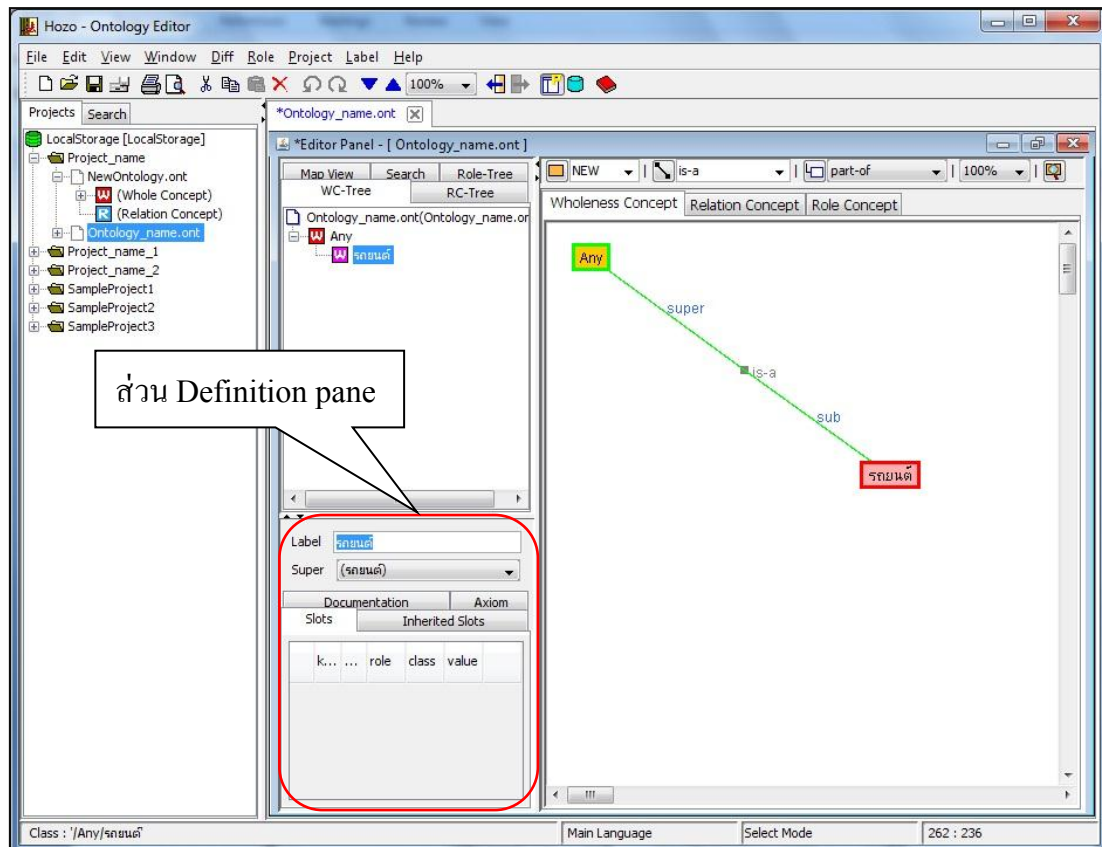 Hozo - Ontology Editor
File Edit View Window Diff Role Project Label Help
100%
Projects Search
*Ontology_name.ont
LocalStorage [LocalStorage]
Project_name
NewOntology.ont
W (Whole Concept)
R (Relation Concept)
Ontology_name.ont
Project_name_1
Project_name_2
SampleProject1
SampleProject2
SampleProject3
ส่วน Definition pane
*Editor Panel - [ Ontology_name.ont ]
Map View Search Role-Tree
WC-Tree RC-Tree
Ontology_name.ont(Ontology_name.or
W Any
W รถยนต์
Label รถยนต์
Super (รถยนต์)
Documentation Axiom
Slots Inherited Slots
k... ... role class value
NEW is-a part-of 100%
Wholeness Concept Relation Concept Role Concept
Any
super
is-a
sub
รถยนต์
Class : '/Any/รถยนต์' Main Language Select Mode 262 : 236